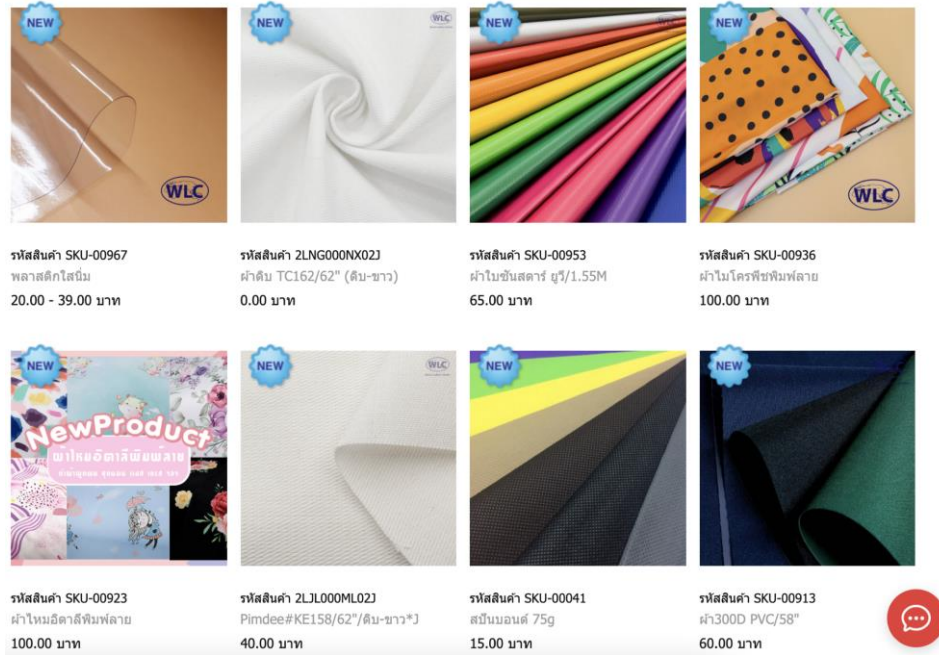 NEW
NEW
WLC
NEW
NEW
WLC
WLC
รหัสสินค้า SKU-00967
พลาสติกใสนิ่ม
20.00 - 39.00 บาท
รหัสสินค้า 2LNG000NX02J
ผ้าดิบ TC162/62" (ดิบ-ขาว)
0.00 บาท
รหัสสินค้า SKU-00953
ผ้าใบซันสตาร์ ยูวี/1.55M
65.00 บาท
รหัสสินค้า SKU-00936
ผ้าไมโครพีชพิมพ์ลาย
100.00 บาท
NEW
NEW
WLC
NEW
NEW
NewProduct
ผ้าไหมอิตาลีพิมพ์ลาย
รหัสสินค้า SKU-00923
ผ้าไหมอิตาลีพิมพ์ลาย
100.00 บาท
รหัสสินค้า 2LJL000ML02J
Pimdee#KE158/62"/ดิบ-ขาว*J
40.00 บาท
รหัสสินค้า SKU-00041
สปันบอนด์ 75g
15.00 บาท
รหัสสินค้า SKU-00913
ผ้า300D PVC/58"
60.00 บาท